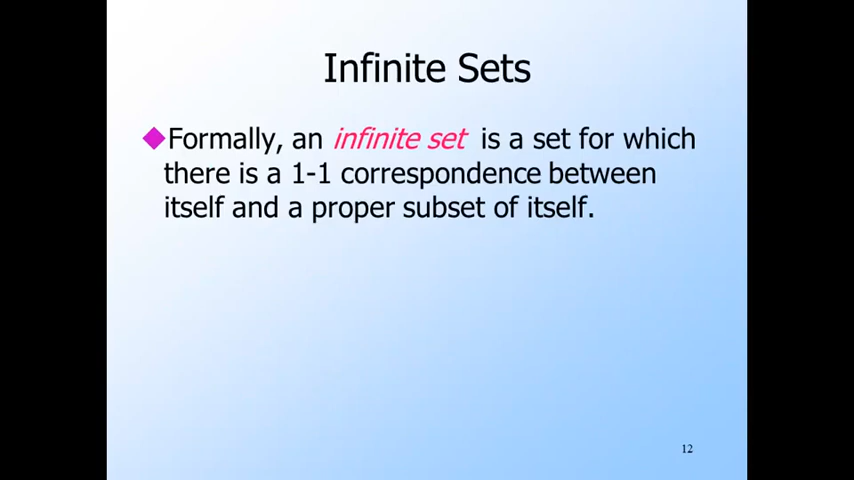 Infinite Sets
Formally, an infinite set is a set for which
there is a 1-1 correspondence between
itself and a proper subset of itself.
12